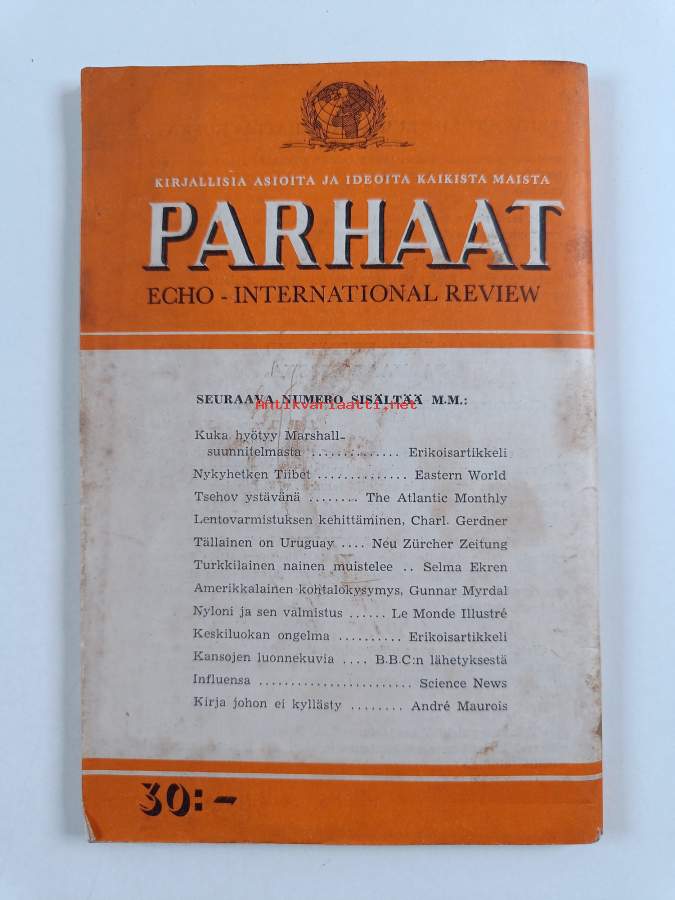 KIRJALLISIA ASIOITA JA IDEOITA KAIKISTA MAISTA
PARHAAT
ECHO - INTERNATIONAL REVIEW
SEURAAVA NUMERO SISÄLTÄÄ M.M.:
Antikvariaatti.net
Kuka hyötyy Marshall-
suunnitelmasta .............. Erikoisartikkeli
Nykyhetken Tiibet .............. Eastern World
Tsehov ystävänä ........ The Atlantic Monthly
Lentovarmistuksen kehittäminen, Charl. Gerdner
Tällainen on Uruguay .... Neu Zürcher Zeitung
Turkkilainen nainen muistelee .. Selma Ekren
Amerikkalainen kohtalokysymys, Gunnar Myrdal
Nyloni ja sen valmistus ...... Le Monde Illustré
Keskiluokan ongelma .......... Erikoisartikkeli
Kansojen luonnekuvia .... B.B.C:n lähetyksestä
Influensa ........................ Science News
Kirja johon ei kyllästy ........ André Maurois
30:-